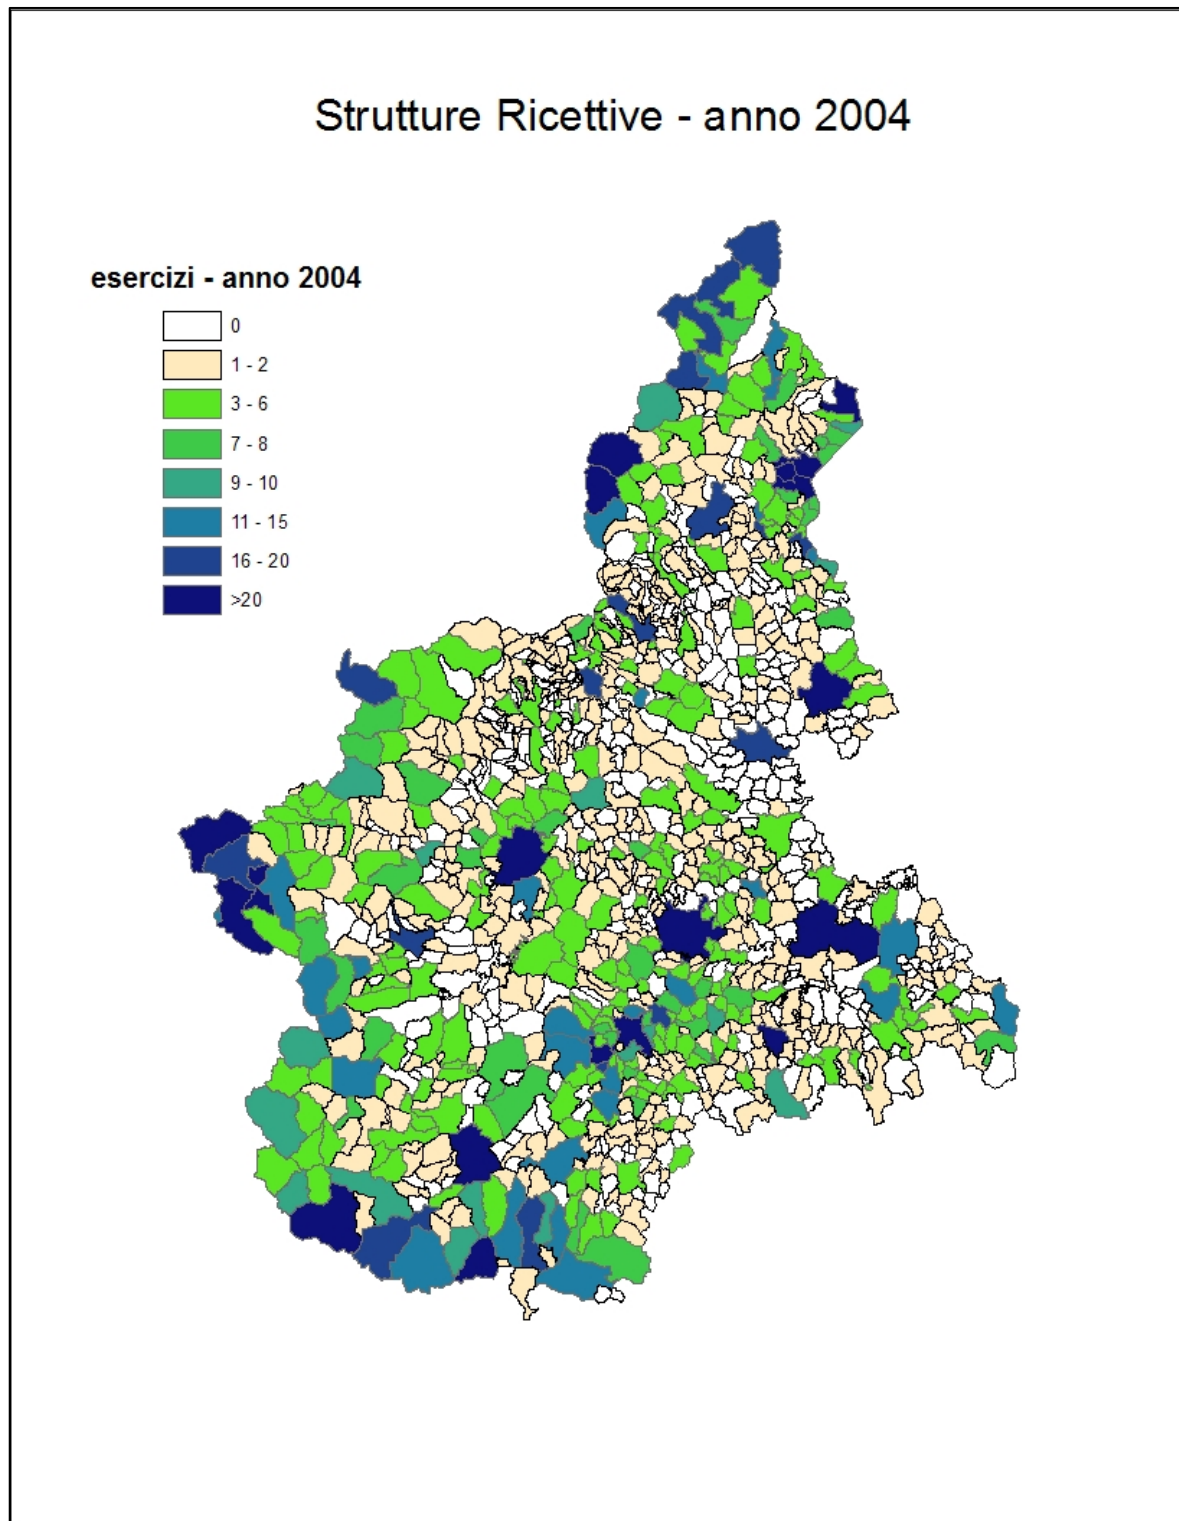 Strutture Ricettive - anno 2004
esercizi - anno 2004
0
1 - 2
3 - 6
7 - 8
9 - 10
11 - 15
16 - 20
>20